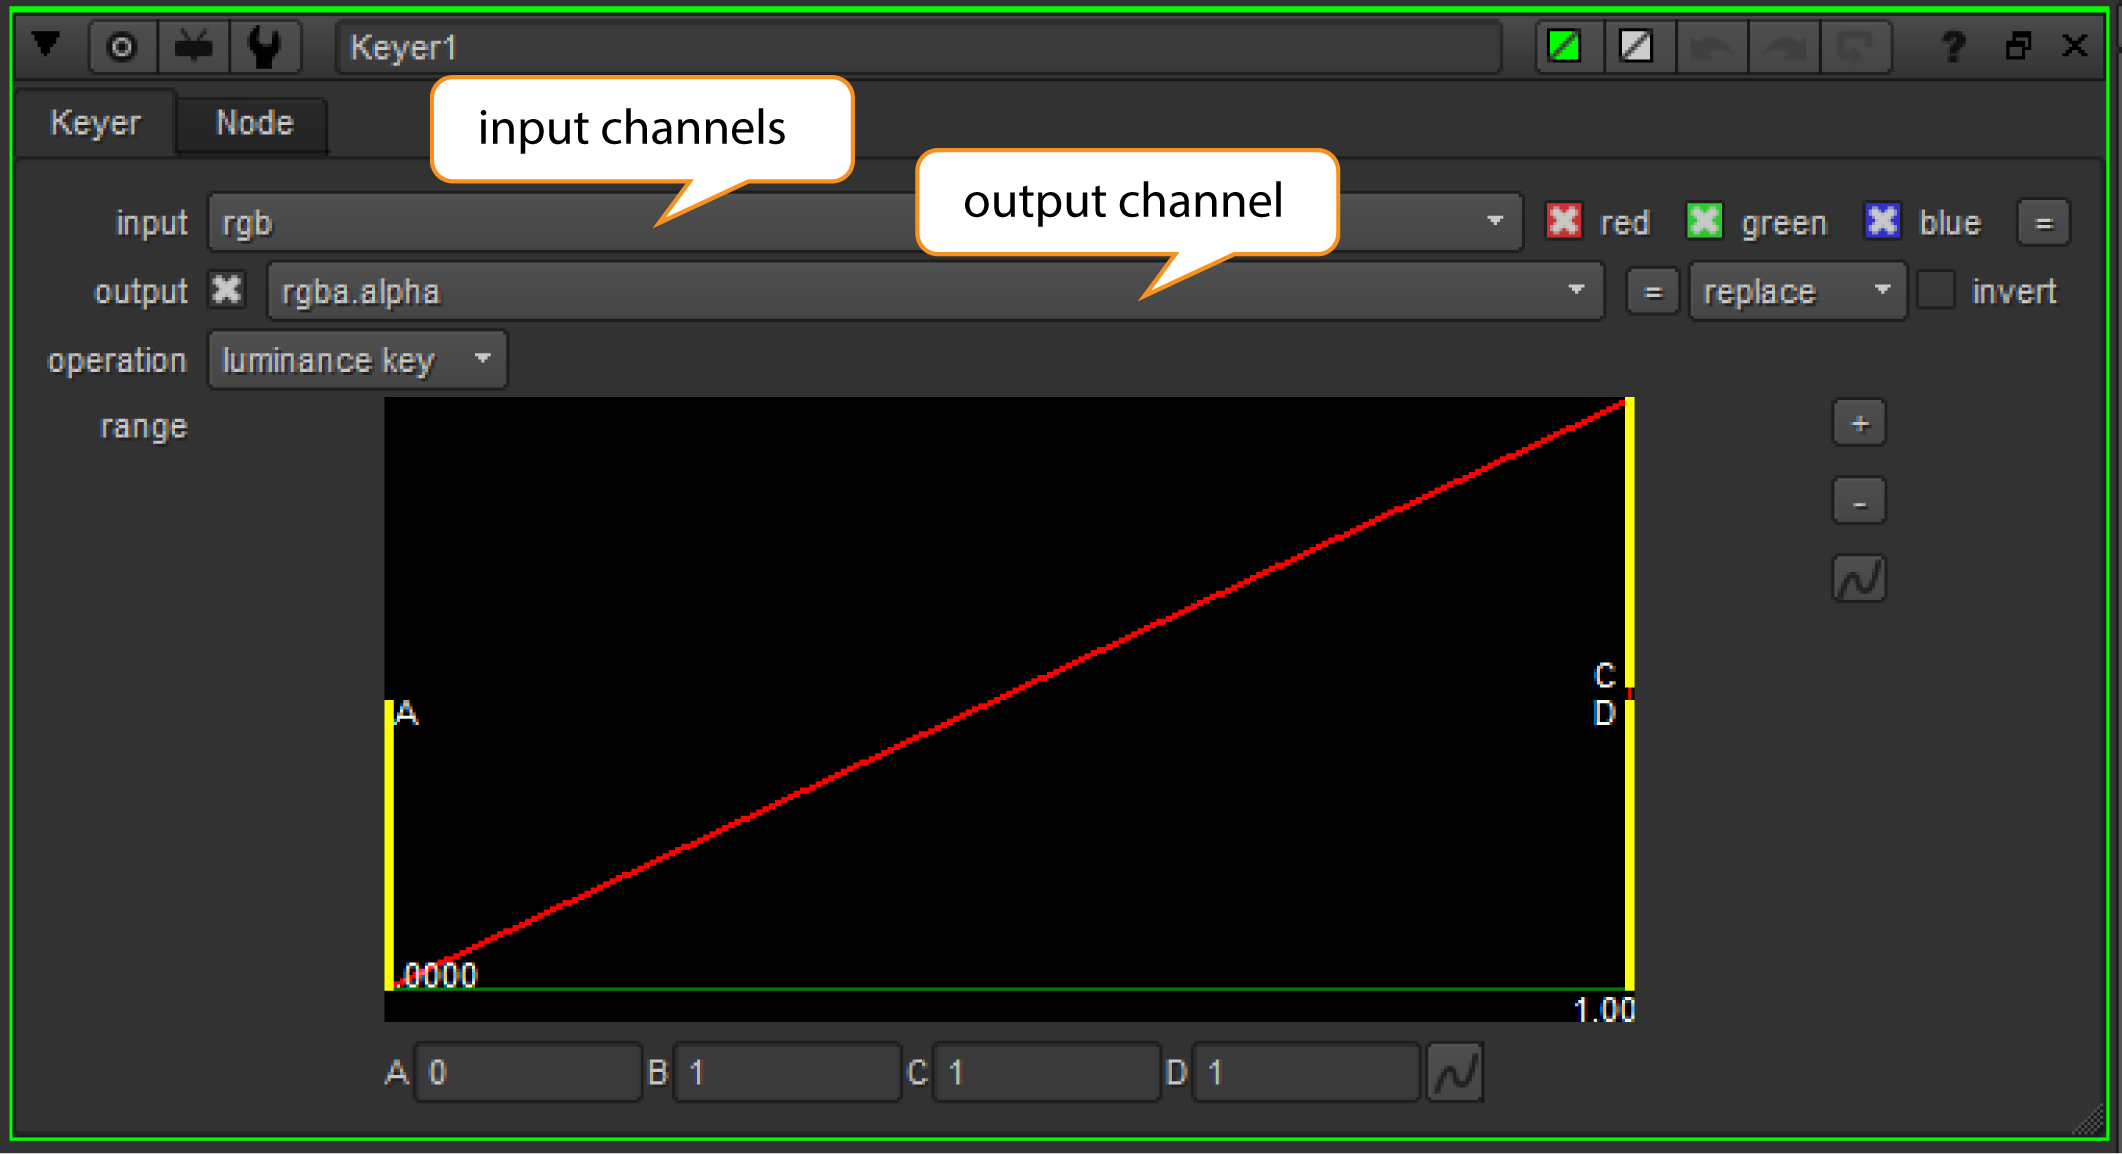 Keyer1 ?
Keyer Node
input channels
output channel
input rgb red green blue =
output rgba.alpha = replace invert
operation luminance key
range
+
-
A
C
D
.0000
1.00
A 0 B 1 C 1 D 1